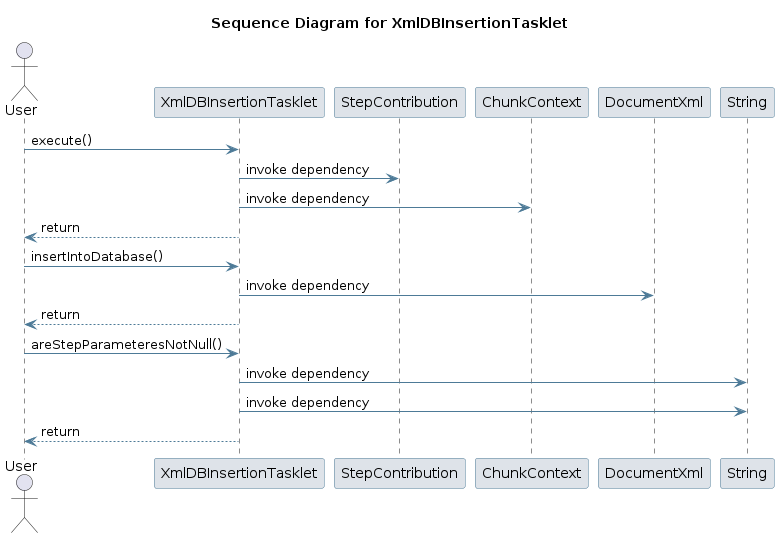 Sequence Diagram for XmlDBInsertionTasklet
User
XmlDBInsertionTasklet
StepContribution
ChunkContext
DocumentXml
String
execute()
invoke dependency
invoke dependency
return
insertIntoDatabase()
invoke dependency
return
areStepParameteresNotNull()
invoke dependency
invoke dependency
return
User
XmlDBInsertionTasklet
StepContribution
ChunkContext
DocumentXml
String